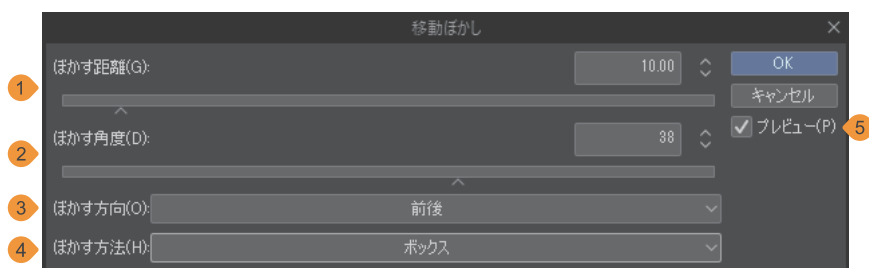 移動ぼかし
ぼかす距離(G): 10.00 OK
1
キャンセル
ぼかす角度(D): 38 プレビュー(P) 5
2
3 ぼかす方向(O): 前後
4 ぼかす方法(H): ボックス